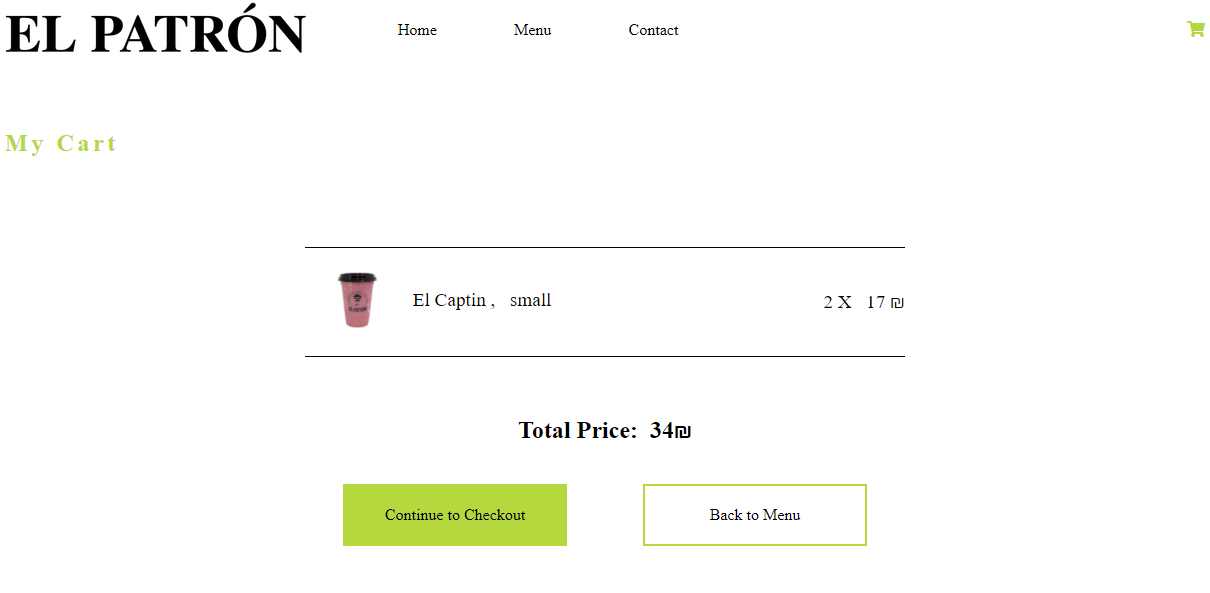 EL PATRÓN Home Menu Contact
My Cart
El Captin , small 2 X 17 ₪
Total Price: 34₪
Continue to Checkout Back to Menu